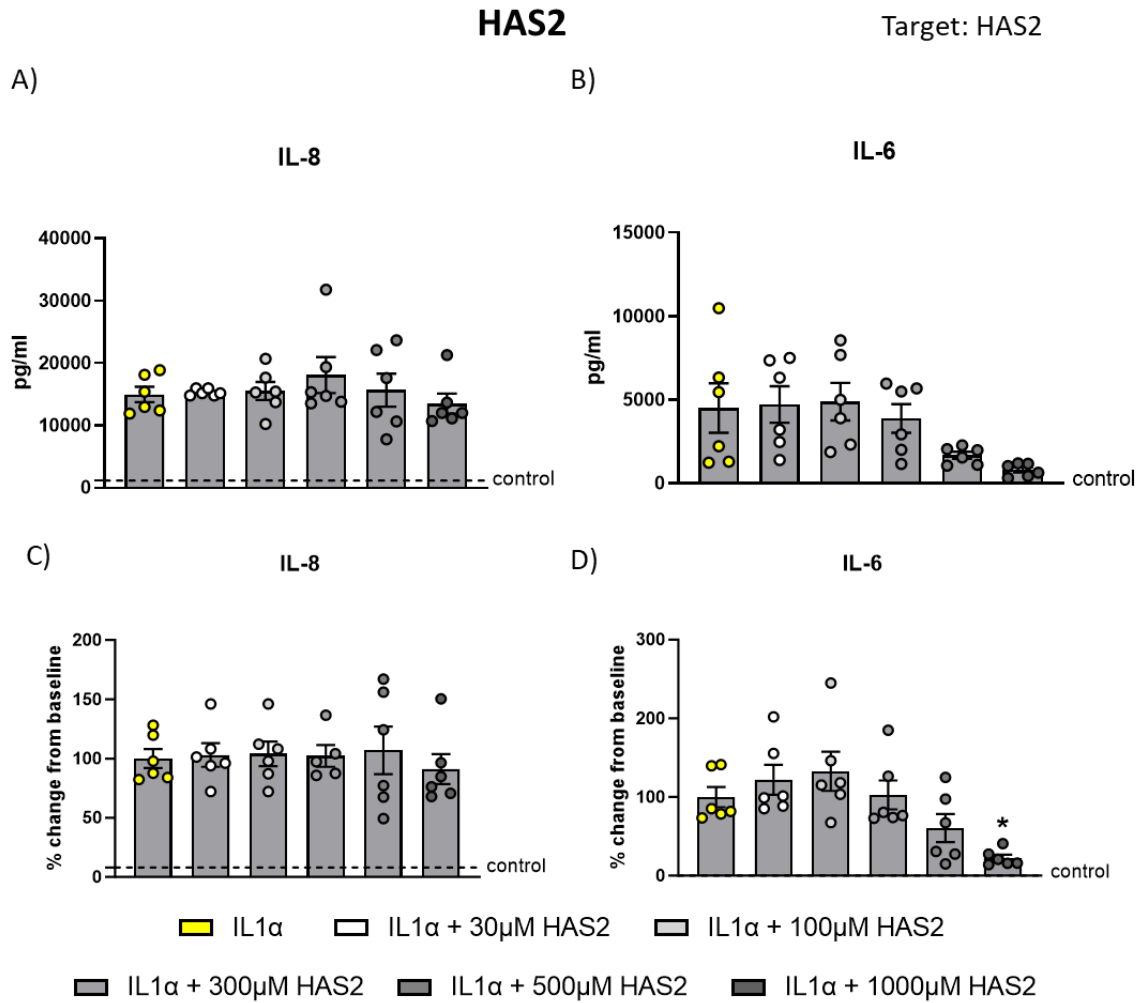 HAS2
Target: HAS2
A)
B)
IL-8
IL-6
40000
30000
20000
10000
0
pg/ml
control
15000
10000
5000
0
pg/ml
control
C)
D)
IL-8
IL-6
200
150
100
50
0
% change from baseline
control
300
200
100
0
% change from baseline
*
control
IL1α IL1α + 30µM HAS2 IL1α + 100µM HAS2
IL1α + 300µM HAS2 IL1α + 500µM HAS2 IL1α + 1000µM HAS2